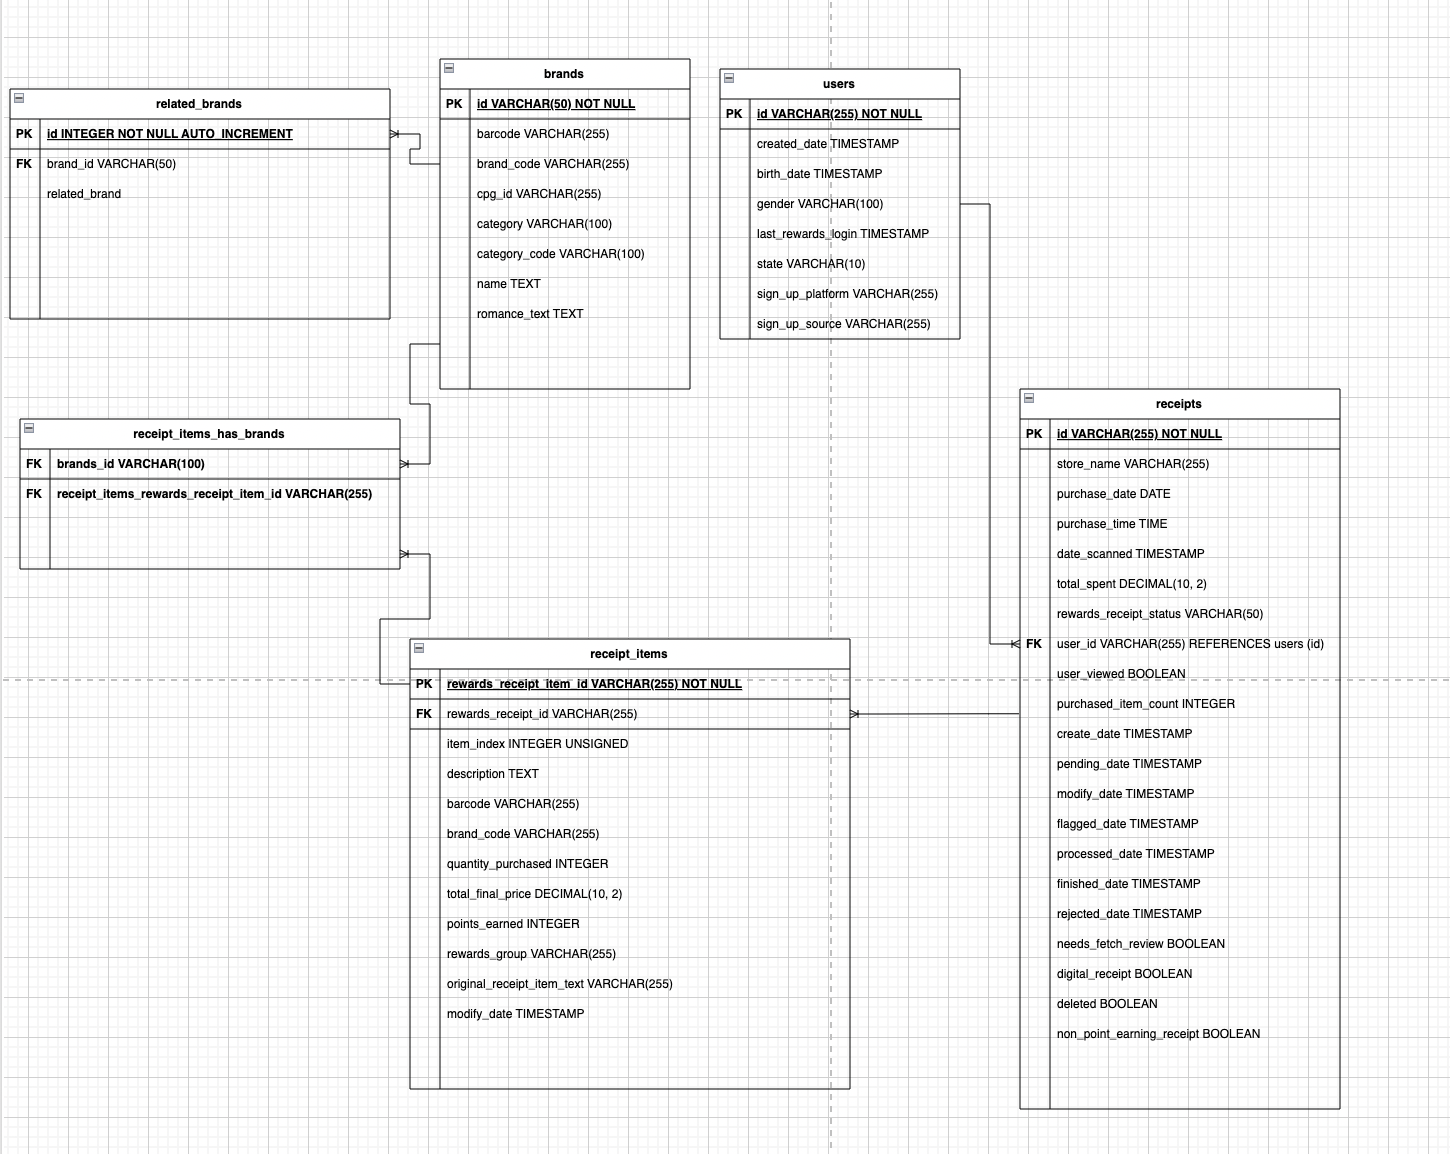 related_brands
PK id INTEGER NOT NULL AUTO_INCREMENT
FK brand_id VARCHAR(50)
related_brand
brands
PK id VARCHAR(50) NOT NULL
barcode VARCHAR(255)
brand_code VARCHAR(255)
cpg_id VARCHAR(255)
category VARCHAR(100)
category_code VARCHAR(100)
name TEXT
romance_text TEXT
users
PK id VARCHAR(255) NOT NULL
created_date TIMESTAMP
birth_date TIMESTAMP
gender VARCHAR(100)
last_rewards_login TIMESTAMP
state VARCHAR(10)
sign_up_platform VARCHAR(255)
sign_up_source VARCHAR(255)
receipt_items_has_brands
FK brands_id VARCHAR(100)
FK receipt_items_rewards_receipt_item_id VARCHAR(255)
receipts
PK id VARCHAR(255) NOT NULL
store_name VARCHAR(255)
purchase_date DATE
purchase_time TIME
date_scanned TIMESTAMP
total_spent DECIMAL(10, 2)
rewards_receipt_status VARCHAR(50)
FK user_id VARCHAR(255) REFERENCES users (id)
user_viewed BOOLEAN
purchased_item_count INTEGER
create_date TIMESTAMP
pending_date TIMESTAMP
modify_date TIMESTAMP
flagged_date TIMESTAMP
processed_date TIMESTAMP
finished_date TIMESTAMP
rejected_date TIMESTAMP
needs_fetch_review BOOLEAN
digital_receipt BOOLEAN
deleted BOOLEAN
non_point_earning_receipt BOOLEAN
receipt_items
PK rewards_receipt_item_id VARCHAR(255) NOT NULL
FK rewards_receipt_id VARCHAR(255)
item_index INTEGER UNSIGNED
description TEXT
barcode VARCHAR(255)
brand_code VARCHAR(255)
quantity_purchased INTEGER
total_final_price DECIMAL(10, 2)
points_earned INTEGER
rewards_group VARCHAR(255)
original_receipt_item_text VARCHAR(255)
modify_date TIMESTAMP